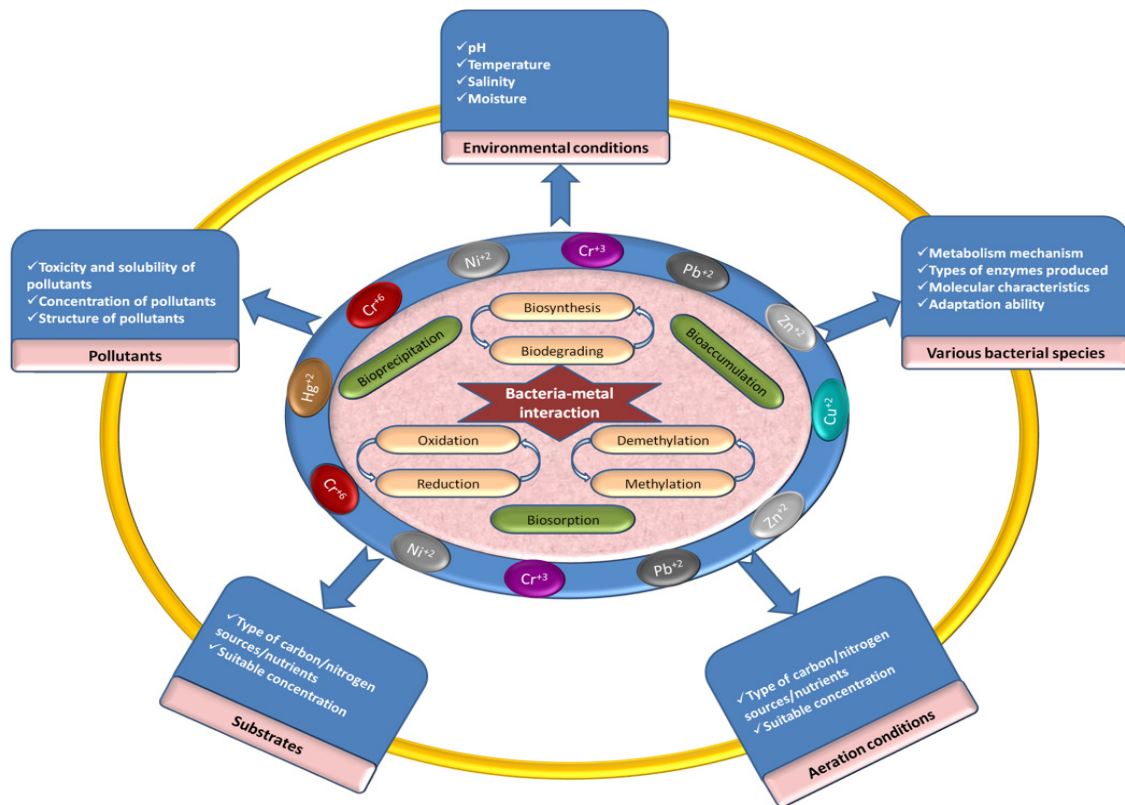 ✓pH
✓Temperature
✓Salinity
✓Moisture
Environmental conditions
✓Toxicity and solubility of
pollutants
✓Concentration of pollutants
✓Structure of pollutants
Pollutants
✓Metabolism mechanism
✓Types of enzymes produced
✓Molecular characteristics
✓Adaptation ability
Various bacterial species
Ni+2
Cr+3
Pb+2
Cr+6
Zn+2
Hg+2
Cu+2
Cr+6
Zn+2
Ni+2
Cr+3
Pb+2
Biosynthesis
Biodegrading
Bioprecipitation
Bioaccumulation
Bacteria-metal
interaction
Oxidation
Reduction
Demethylation
Methylation
Biosorption
✓Type of carbon/nitrogen
sources/nutrients
✓Suitable concentration
Substrates
✓Type of carbon/nitrogen
sources/nutrients
✓Suitable concentration
Aeration conditions